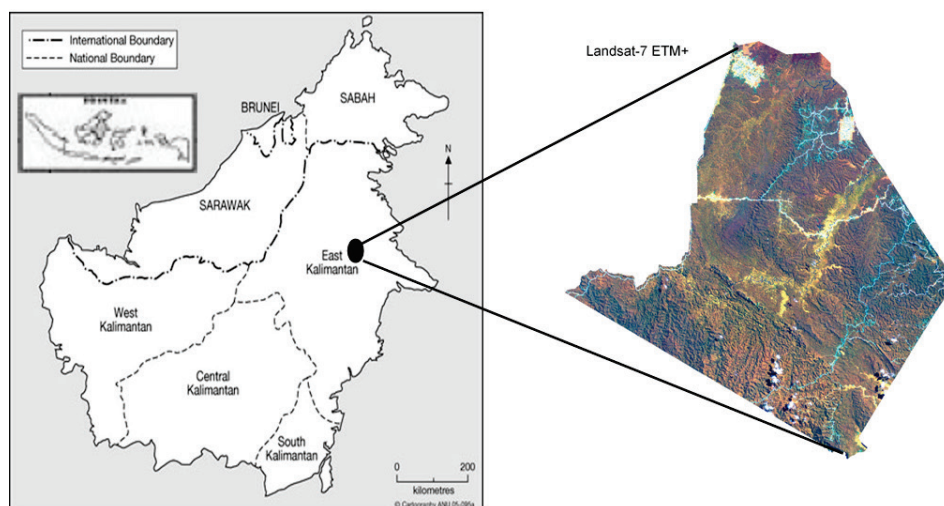 International Boundary
National Boundary
Landsat-7 ETM+
BRUNEI
SABAH
N
SARAWAK
East
Kalimantan
West
Kalimantan
Central
Kalimantan
South
Kalimantan
0 200
kilometres